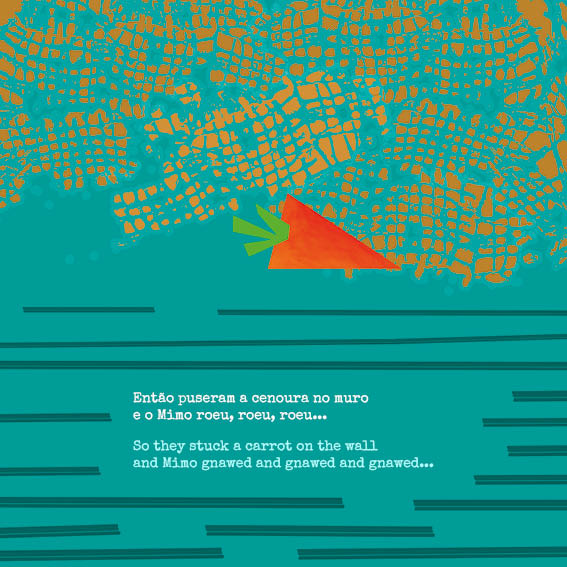 Então puseram a cenoura no muro
e o Mimo roeu, roeu, roeu...
So they stuck a carrot on the wall
and Mimo gnawed and gnawed and gnawed...